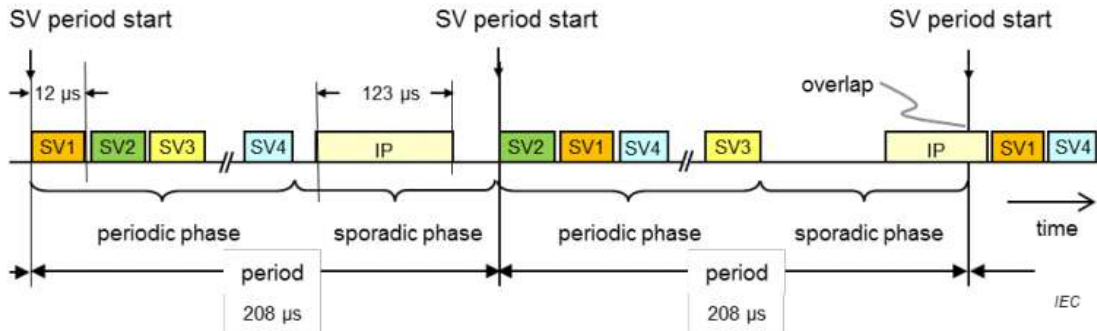 SV period start SV period start SV period start
12 µs 123 µs overlap
SV1 SV2 SV3 SV4 IP SV2 SV1 SV4 SV3 IP SV1 SV4
periodic phase sporadic phase periodic phase sporadic phase time
period period
208 µs 208 µs IEC